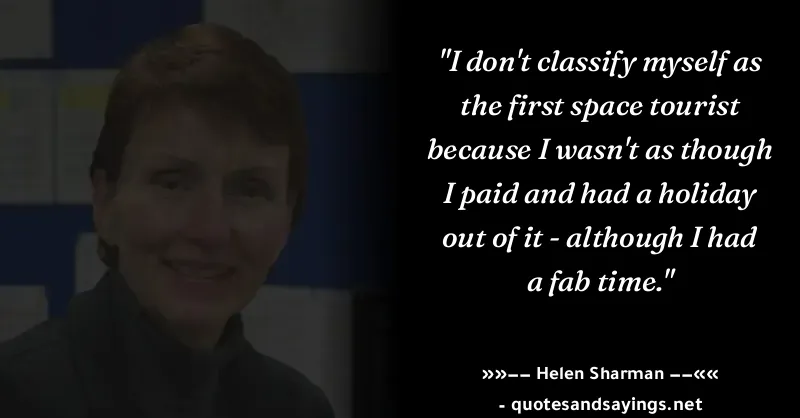 "I don't classify myself as
the first space tourist
because I wasn't as though
I paid and had a holiday
out of it - although I had
a fab time."
»»-- Helen Sharman --««
- quotesandsayings.net